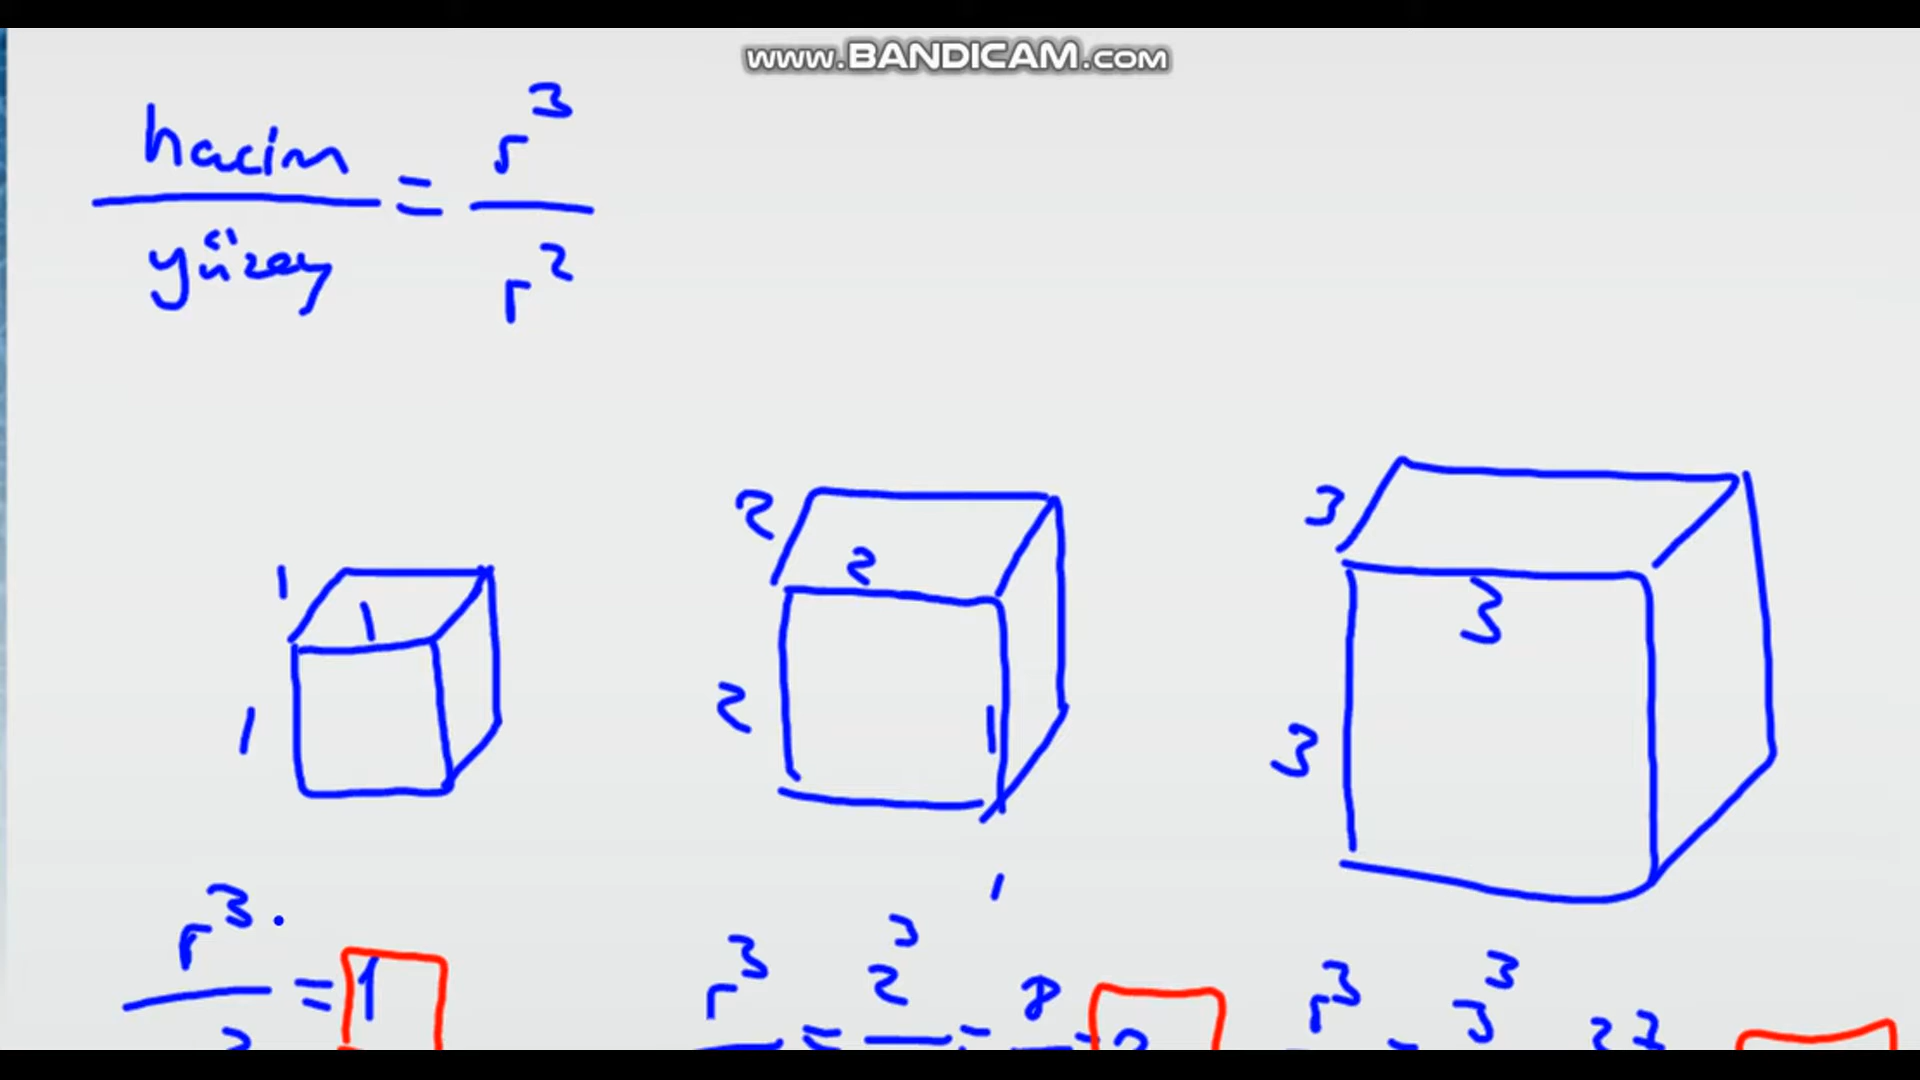 www.BANDICAM.com
hacim / yüzey = r³ / r²
1
1
1
2
2
2
1
3
3
3
r³ / = 1
r³ = 2³ = 8 =
r³ = 3³ 27